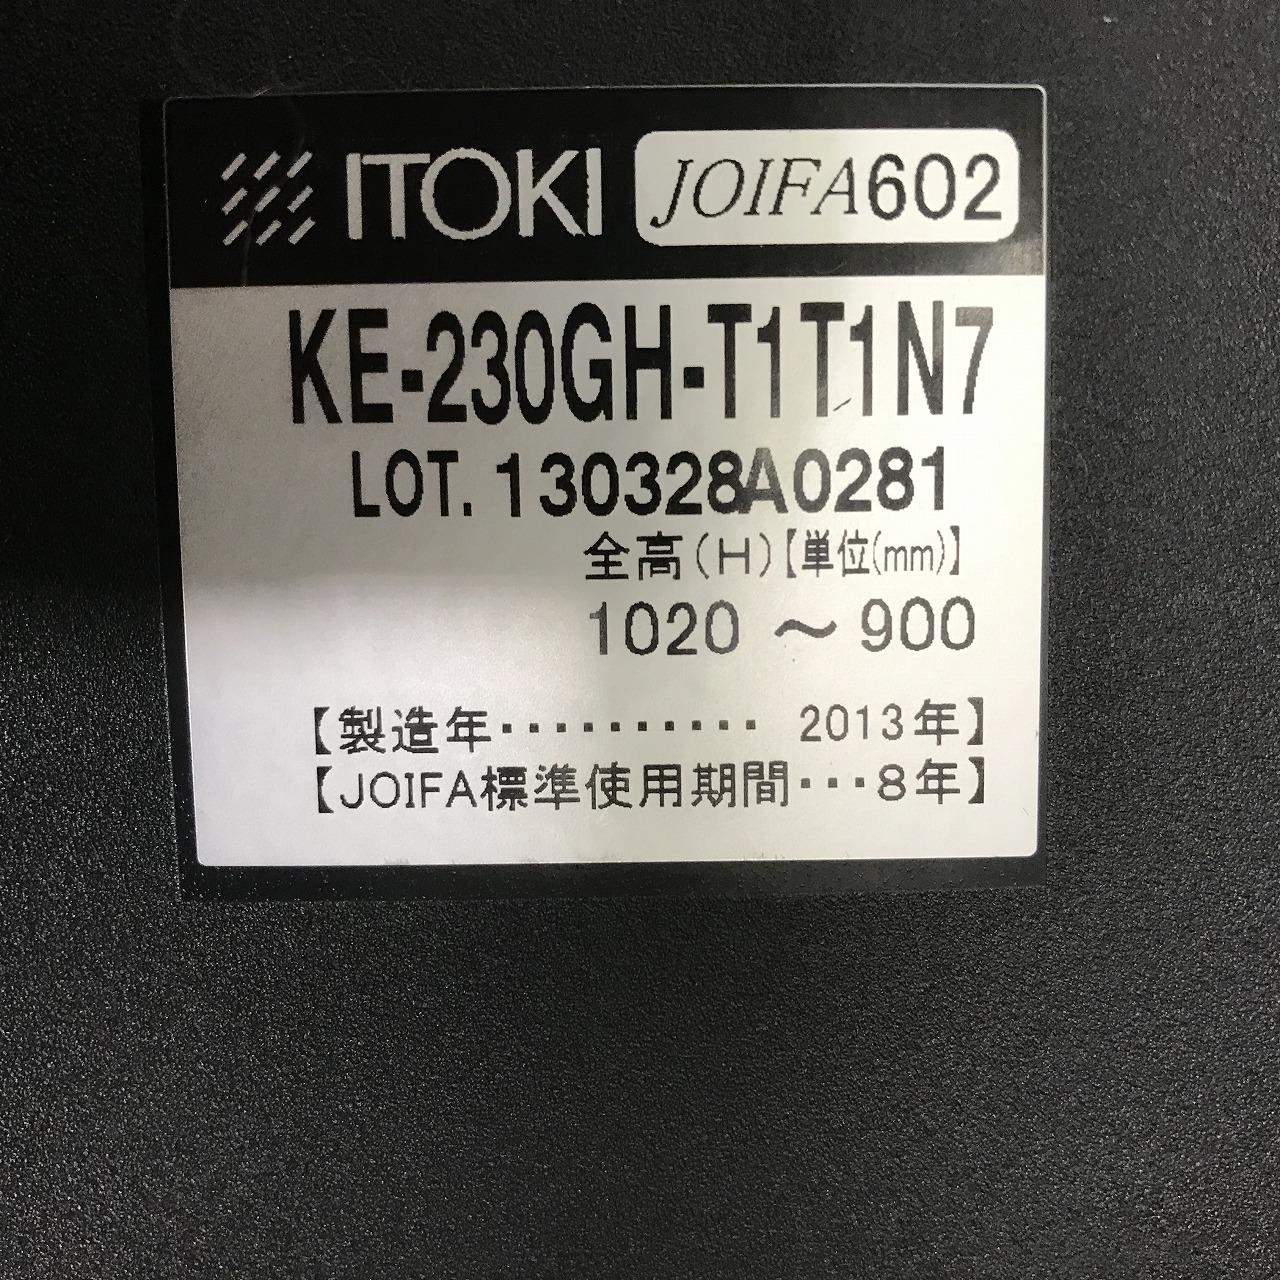 ITOKI JOIFA602
KE-230GH-T1T1N7
LOT. 130328A0281
全高(H)【単位(mm)】
1020 ～ 900
【製造年・・・・・・・・・・ 2013年】
【JOIFA標準使用期間・・・8年】